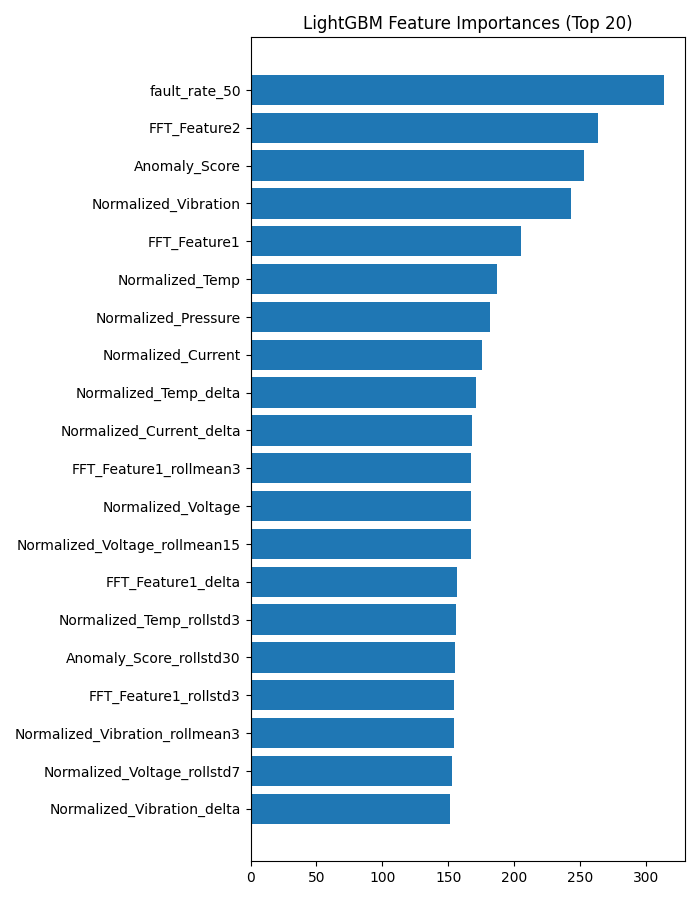 LightGBM Feature Importances (Top 20)
fault_rate_50
FFT_Feature2
Anomaly_Score
Normalized_Vibration
FFT_Feature1
Normalized_Temp
Normalized_Pressure
Normalized_Current
Normalized_Temp_delta
Normalized_Current_delta
FFT_Feature1_rollmean3
Normalized_Voltage
Normalized_Voltage_rollmean15
FFT_Feature1_delta
Normalized_Temp_rollstd3
Anomaly_Score_rollstd30
FFT_Feature1_rollstd3
Normalized_Vibration_rollmean3
Normalized_Voltage_rollstd7
Normalized_Vibration_delta
0 50 100 150 200 250 300